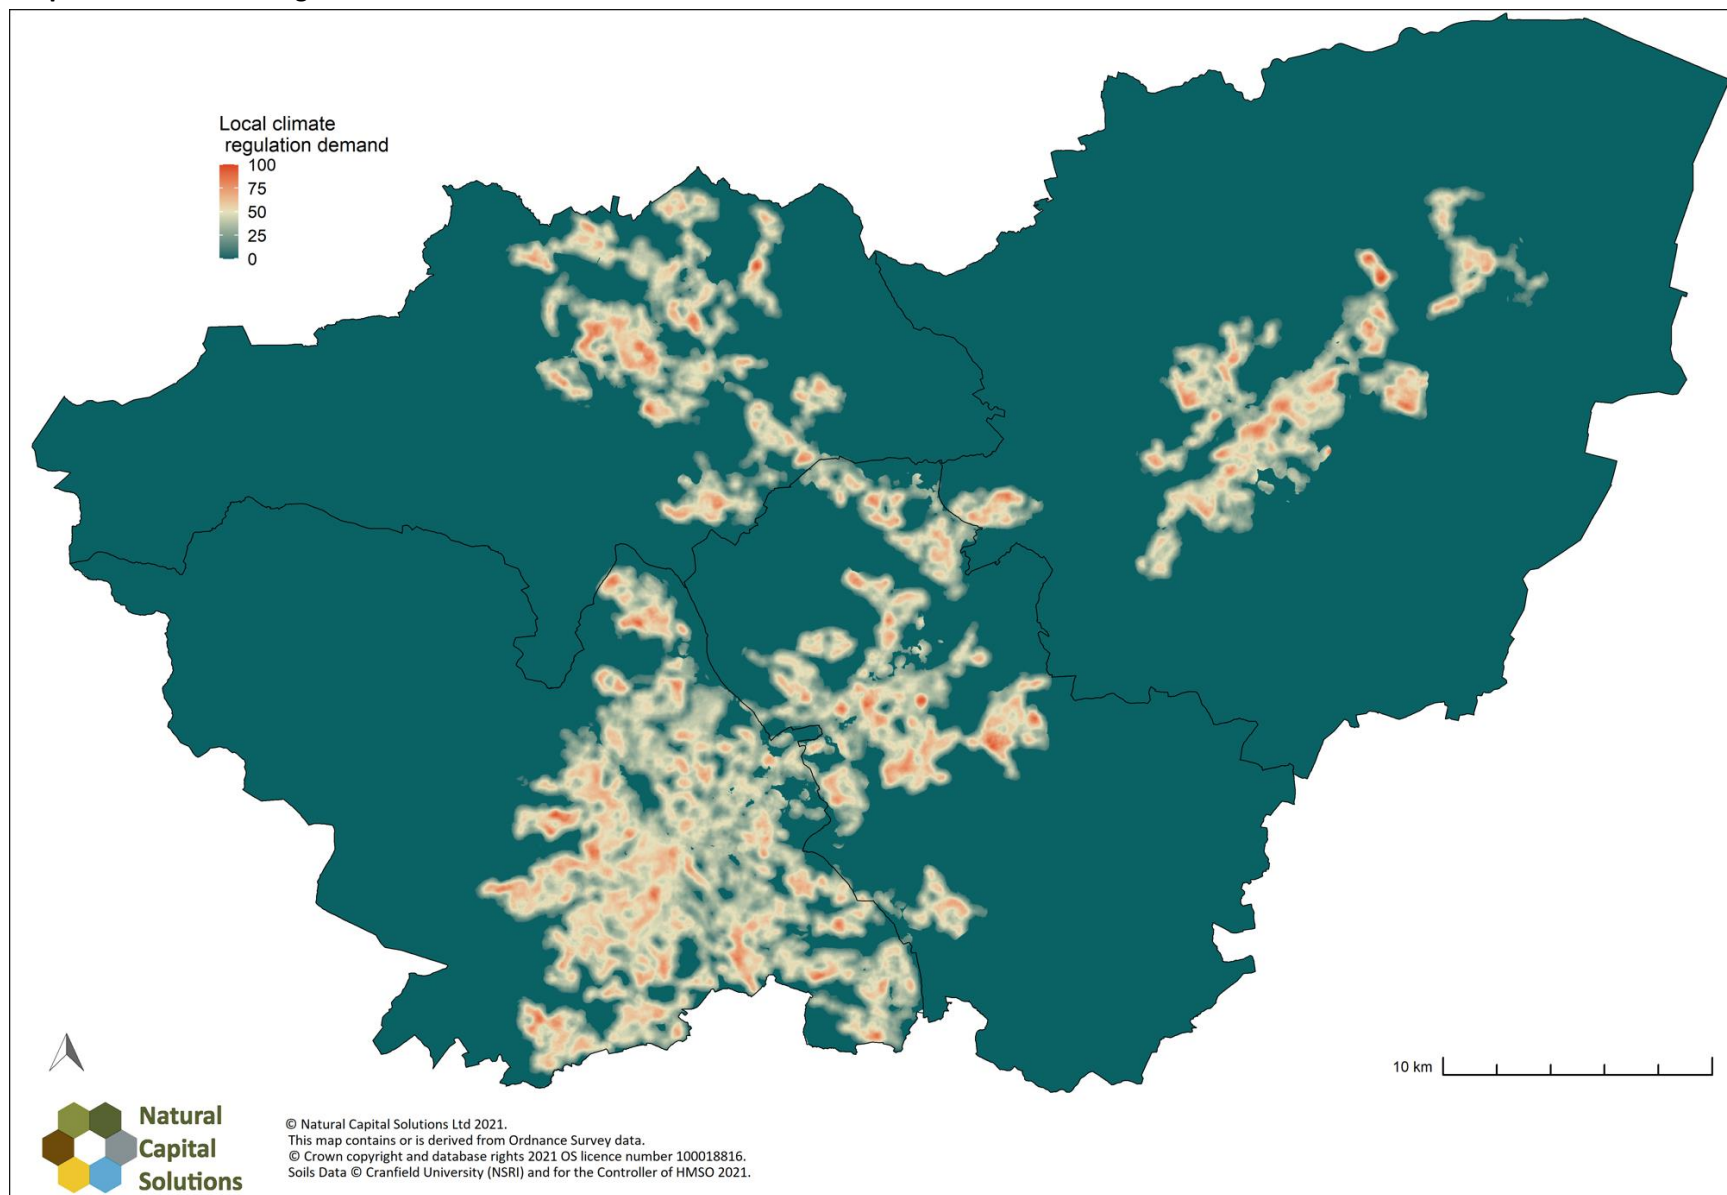 Local climate
regulation demand
100
75
50
25
0
10 km
Natural
Capital
Solutions
© Natural Capital Solutions Ltd 2021.
This map contains or is derived from Ordnance Survey data.
© Crown copyright and database rights 2021 OS licence number 100018816.
Soils Data © Cranfield University (NSRI) and for the Controller of HMSO 2021.